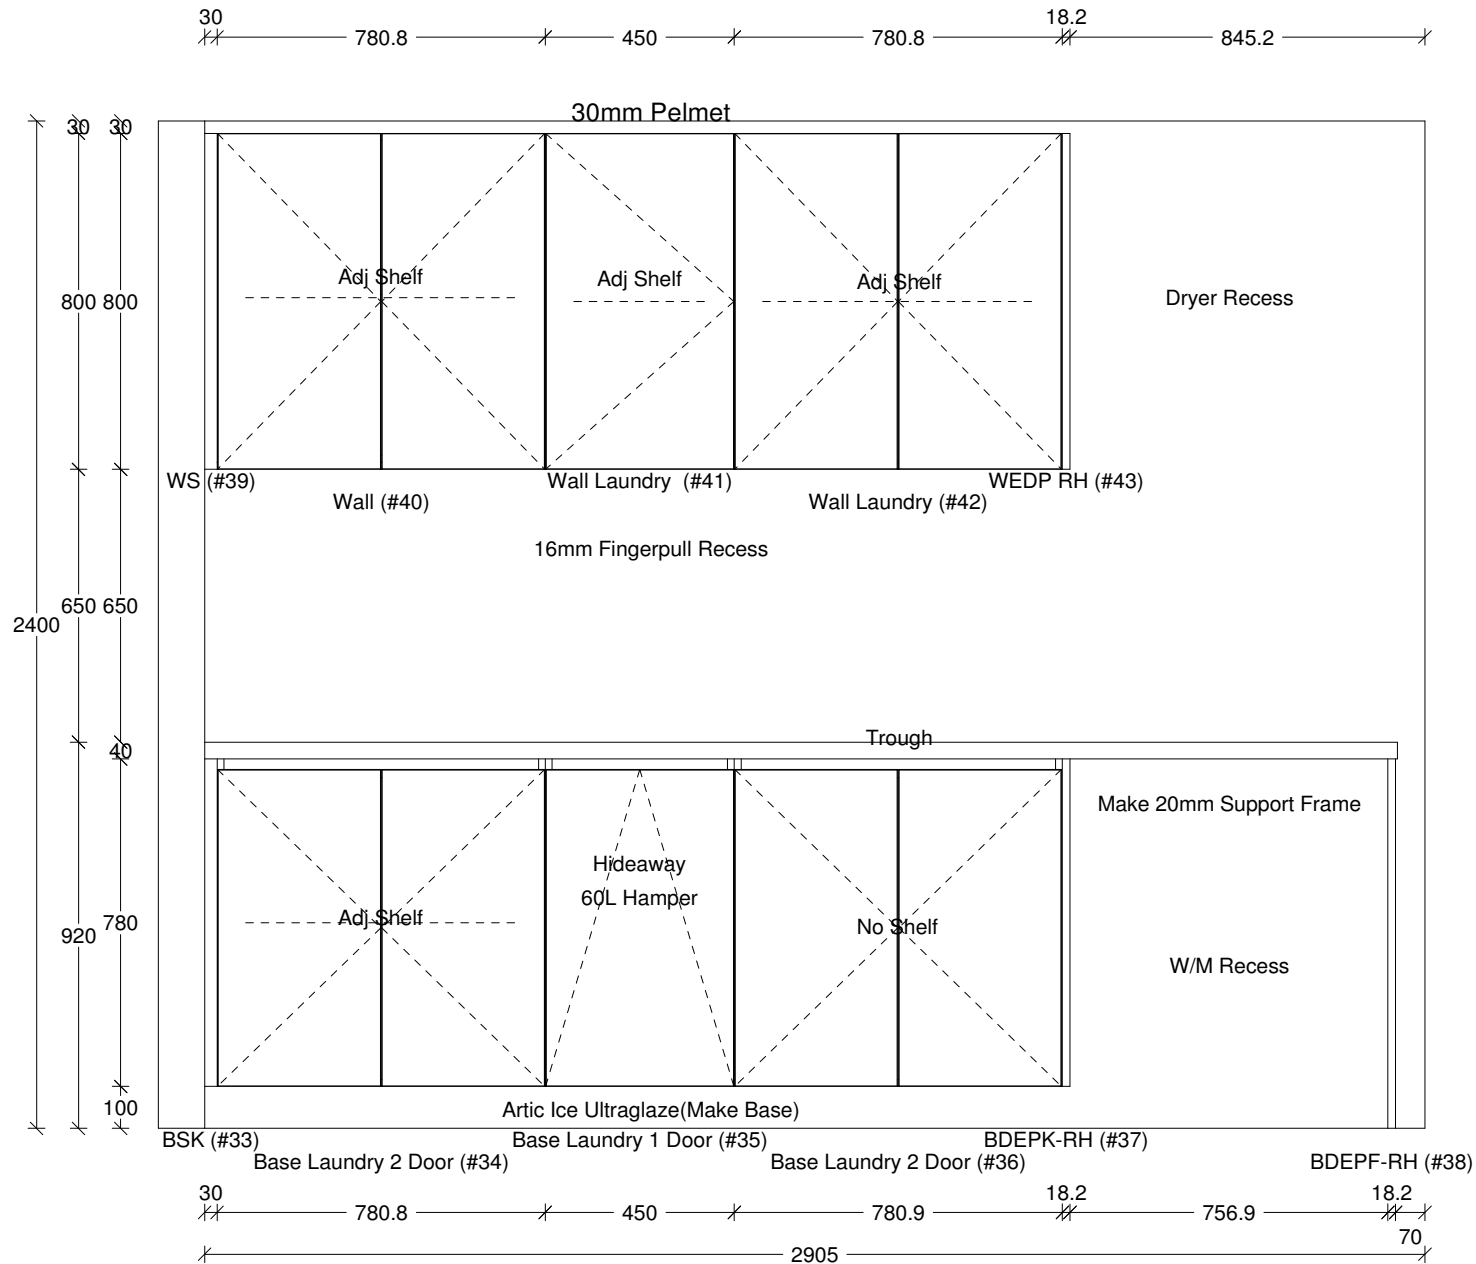 30 18.2
780.8 450 780.8 845.2
30mm Pelmet
30 30
Adj Shelf Adj Shelf Adj Shelf
800 800
Dryer Recess
WS (#39) Wall Laundry (#41) WEDP RH (#43)
Wall (#40) Wall Laundry (#42)
16mm Fingerpull Recess
650 650
2400
Trough
40
Make 20mm Support Frame
Hideaway
60L Hamper
Adj Shelf No Shelf
920 780
W/M Recess
100 Artic Ice Ultraglaze(Make Base)
BSK (#33) Base Laundry 1 Door (#35) BDEPK-RH (#37)
Base Laundry 2 Door (#34) Base Laundry 2 Door (#36) BDEPF-RH (#38)
30 18.2 18.2
780.8 450 780.9 756.9
70
2905